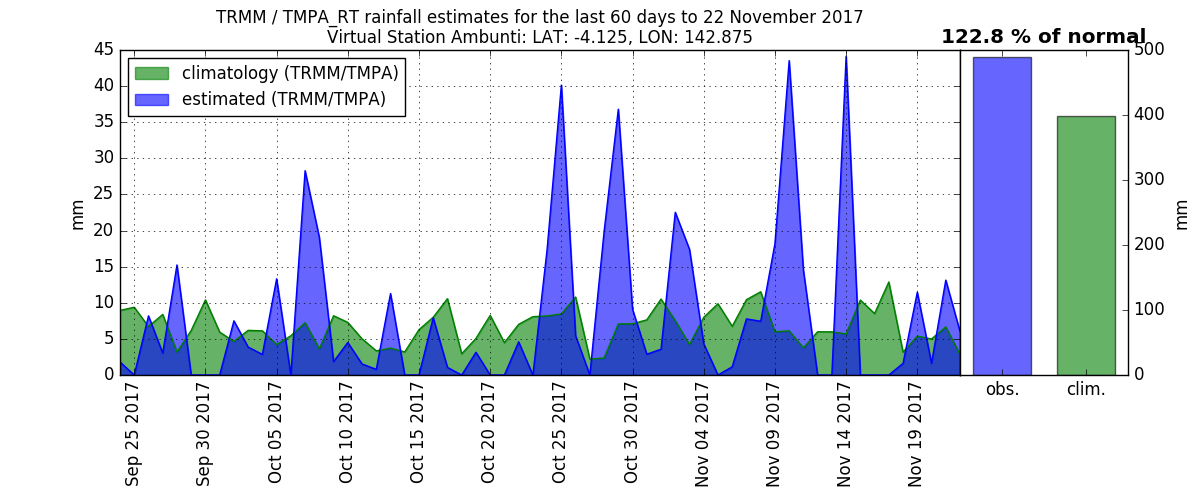 TRMM / TMPA_RT rainfall estimates for the last 60 days to 22 November 2017
Virtual Station Ambunti: LAT: -4.125, LON: 142.875
122.8 % of normal
climatology (TRMM/TMPA)
estimated (TRMM/TMPA)
mm
45
40
35
30
25
20
15
10
5
0
Sep 25 2017
Sep 30 2017
Oct 05 2017
Oct 10 2017
Oct 15 2017
Oct 20 2017
Oct 25 2017
Oct 30 2017
Nov 04 2017
Nov 09 2017
Nov 14 2017
Nov 19 2017
500
400
300
200
100
0
mm
obs.
clim.